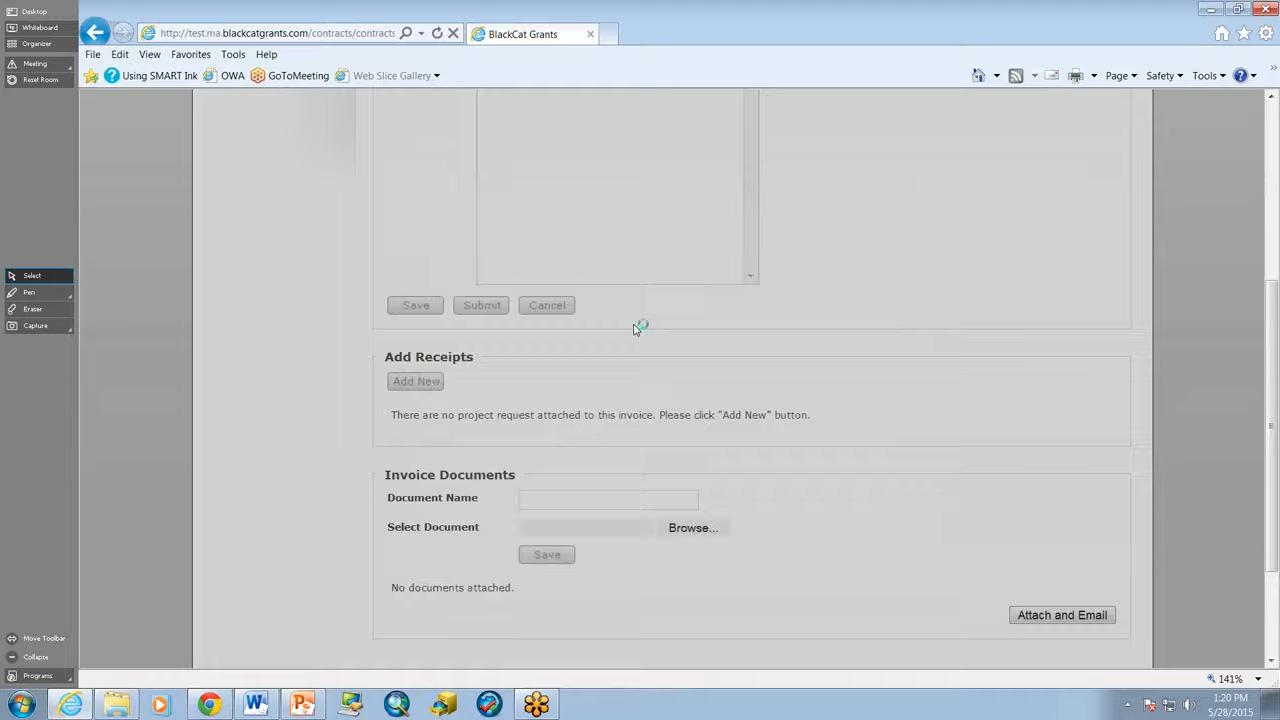 Desktop
Whiteboard
Organizer
Meeting
Reset Room
Select
Pen
Eraser
Capture
Move Toolbar
Collapse
Programs
http://test.ma.blackcatgrants.com/contracts/contracts
BlackCat Grants
File Edit View Favorites Tools Help
Using SMART Ink OWA GoToMeeting Web Slice Gallery
Page Safety Tools
Save Submit Cancel
Add Receipts
Add New
There are no project request attached to this invoice. Please click "Add New" button.
Invoice Documents
Document Name
Select Document Browse...
Save
No documents attached.
Attach and Email
141%
1:20 PM
5/28/2015